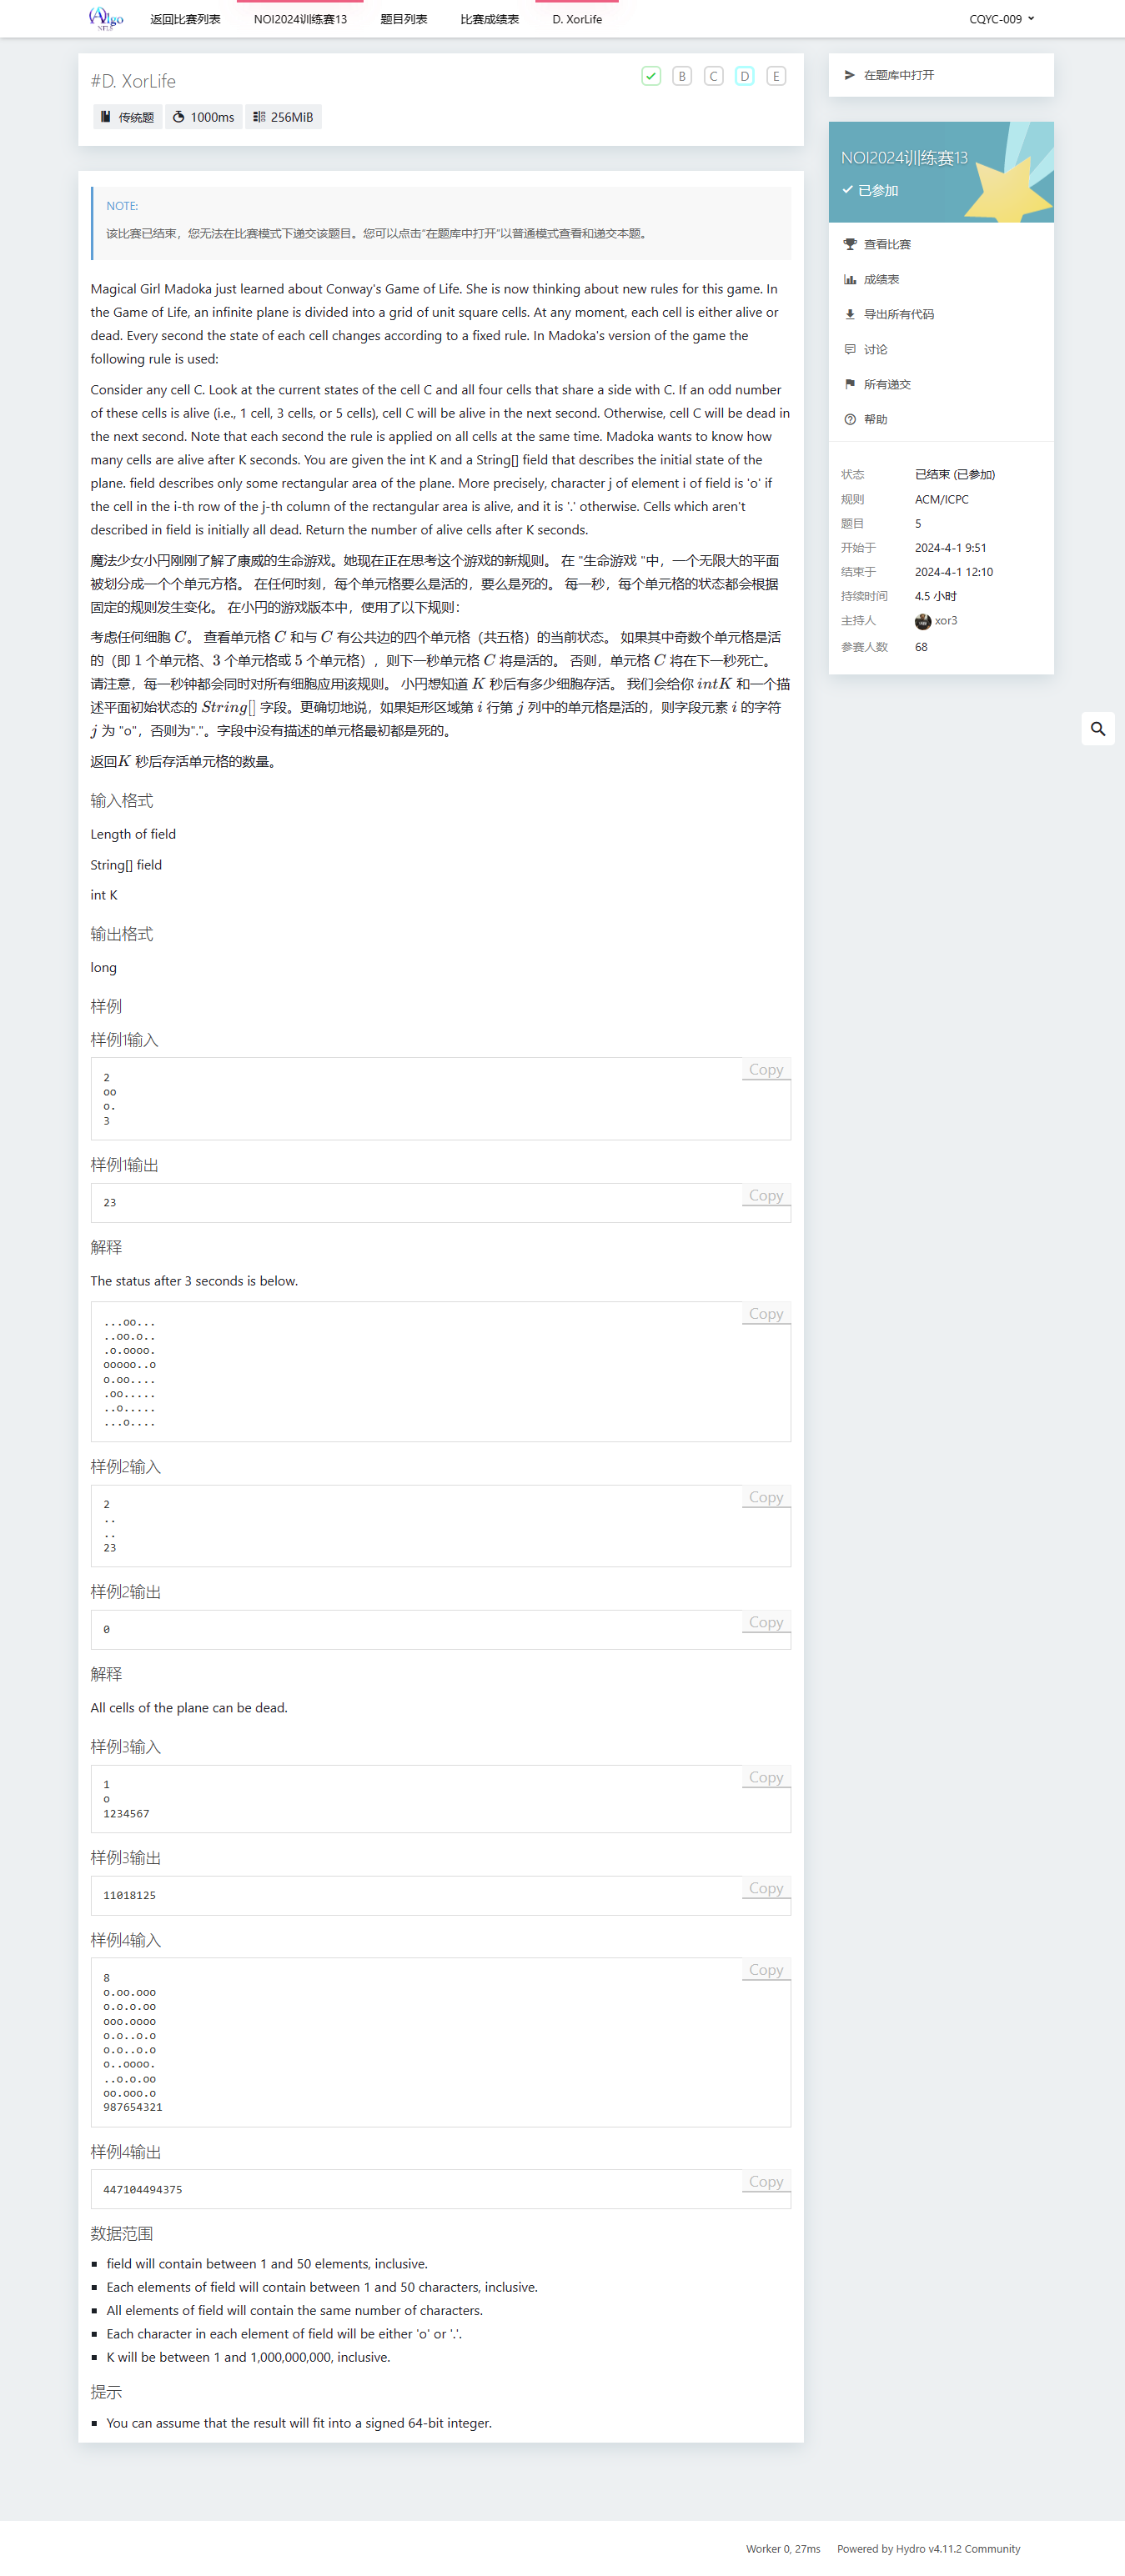 Algo
NFLS
返回比赛列表
NOI2024训练赛13
题目列表
比赛成绩表
D. XorLife
CQYC-009
#D. XorLife
B
C
D
E
传统题
1000ms
256MiB
NOTE:
该比赛已结束，您无法在比赛模式下递交该题目。您可以点击“在题库中打开”以普通模式查看和递交本题。
Magical Girl Madoka just learned about Conway's Game of Life. She is now thinking about new rules for this game. In
the Game of Life, an infinite plane is divided into a grid of unit square cells. At any moment, each cell is either alive or
dead. Every second the state of each cell changes according to a fixed rule. In Madoka's version of the game the
following rule is used:
Consider any cell C. Look at the current states of the cell C and all four cells that share a side with C. If an odd number
of these cells is alive (i.e., 1 cell, 3 cells, or 5 cells), cell C will be alive in the next second. Otherwise, cell C will be dead in
the next second. Note that each second the rule is applied on all cells at the same time. Madoka wants to know how
many cells are alive after K seconds. You are given the int K and a String[] field that describes the initial state of the
plane. field describes only some rectangular area of the plane. More precisely, character j of element i of field is 'o' if
the cell in the i-th row of the j-th column of the rectangular area is alive, and it is '.' otherwise. Cells which aren't
described in field is initially all dead. Return the number of alive cells after K seconds.
魔法少女小円刚刚了解了康威的生命游戏。她现在正在思考这个游戏的新规则。 在 "生命游戏 "中，一个无限大的平面
被划分成一个个单元方格。 在任何时刻，每个单元格要么是活的，要么是死的。 每一秒，每个单元格的状态都会根据
固定的规则发生变化。 在小円的游戏版本中，使用了以下规则：
考虑任何细胞 C。 查看单元格 C 和与 C 有公共边的四个单元格（共五格）的当前状态。 如果其中奇数个单元格是活
的（即 1 个单元格、3 个单元格或 5 个单元格），则下一秒单元格 C 将是活的。 否则，单元格 C 将在下一秒死亡。
请注意，每一秒钟都会同时对所有细胞应用该规则。 小円想知道 K 秒后有多少细胞存活。 我们会给你 intK 和一个描
述平面初始状态的 String[] 字段。更确切地说，如果矩形区域第 i 行第 j 列中的单元格是活的，则字段元素 i 的字符
j 为 "o"，否则为"."。字段中没有描述的单元格最初都是死的。
返回K 秒后存活单元格的数量。
输入格式
Length of field
String[] field
int K
输出格式
long
样例
样例1输入
Copy
2
oo
o.
3
样例1输出
Copy
23
解释
The status after 3 seconds is below.
Copy
...oo...
..oo.o..
.o.oooo.
ooooo..o
o.oo....
.oo.....
..o.....
...o....
样例2输入
Copy
2
..
..
23
样例2输出
Copy
0
解释
All cells of the plane can be dead.
样例3输入
Copy
1
o
1234567
样例3输出
Copy
11018125
样例4输入
Copy
8
o.oo.ooo
o.o.o.oo
ooo.oooo
o.o..o.o
o.o..o.o
o..oooo.
..o.o.oo
oo.ooo.o
987654321
样例4输出
Copy
447104494375
数据范围
field will contain between 1 and 50 elements, inclusive.
Each elements of field will contain between 1 and 50 characters, inclusive.
All elements of field will contain the same number of characters.
Each character in each element of field will be either 'o' or '.'.
K will be between 1 and 1,000,000,000, inclusive.
提示
You can assume that the result will fit into a signed 64-bit integer.
在题库中打开
NOI2024训练赛13
已参加
查看比赛
成绩表
导出所有代码
讨论
所有递交
帮助
状态 已结束 (已参加)
规则 ACM/ICPC
题目 5
开始于 2024-4-1 9:51
结束于 2024-4-1 12:10
持续时间 4.5 小时
主持人 xor3
参赛人数 68
Worker 0, 27ms
Powered by Hydro v4.11.2 Community